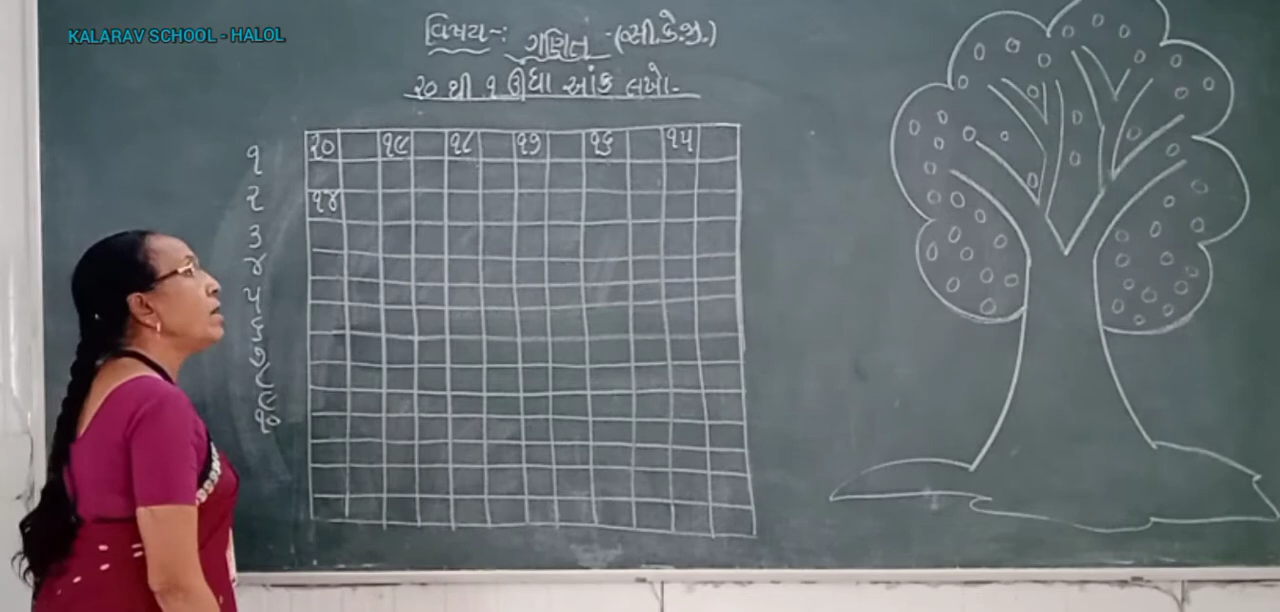 KALARAV SCHOOL - HALOL
વિષય-: ગણિત -(સી.કે.જી.)
૨૦ થી ૧ ઊંધા આંક લખો.-
૨૦ ૧૯ ૧૮ ૧૭ ૧૬ ૧૫
૧
૧૪
૨
૩
૪
૫
૬
૭
૮
૯